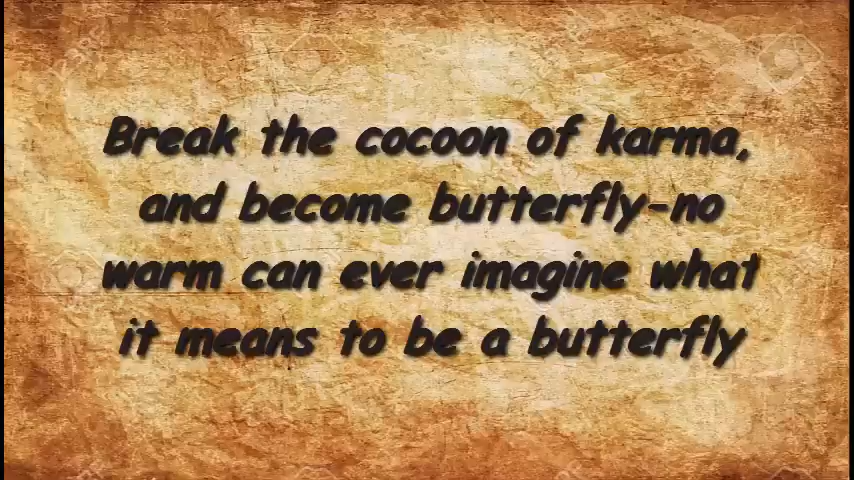 Break the cocoon of karma,
and become butterfly-no
warm can ever imagine what
it means to be a butterfly